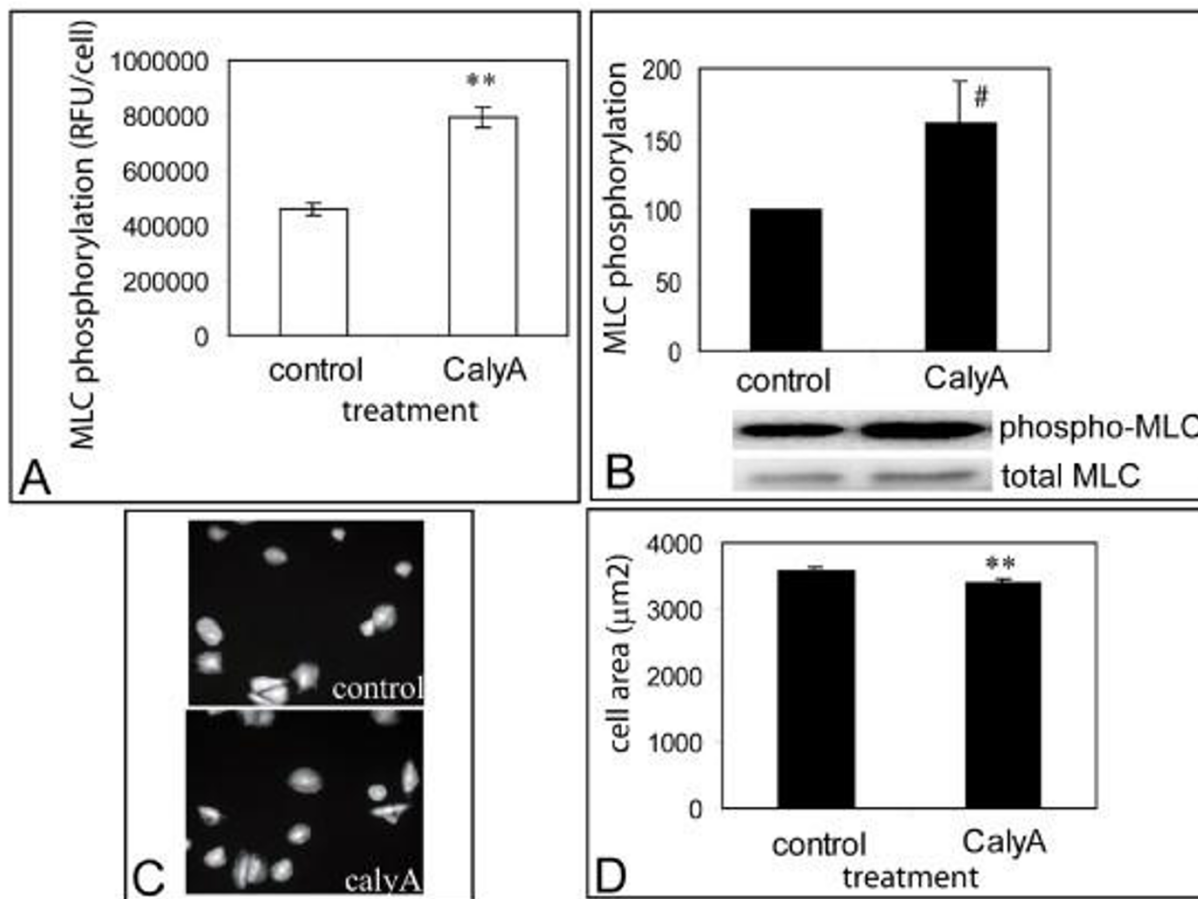 MLC phosphorylation (RFU/cell)
1000000
800000
600000
400000
200000
0
**
control CalyA
treatment
A
MLC phosphorylation
200
150
100
50
0
#
control CalyA
phospho-MLC
total MLC
B
control
calyA
C
cell area (μm2)
4000
3000
2000
1000
0
**
control CalyA
treatment
D